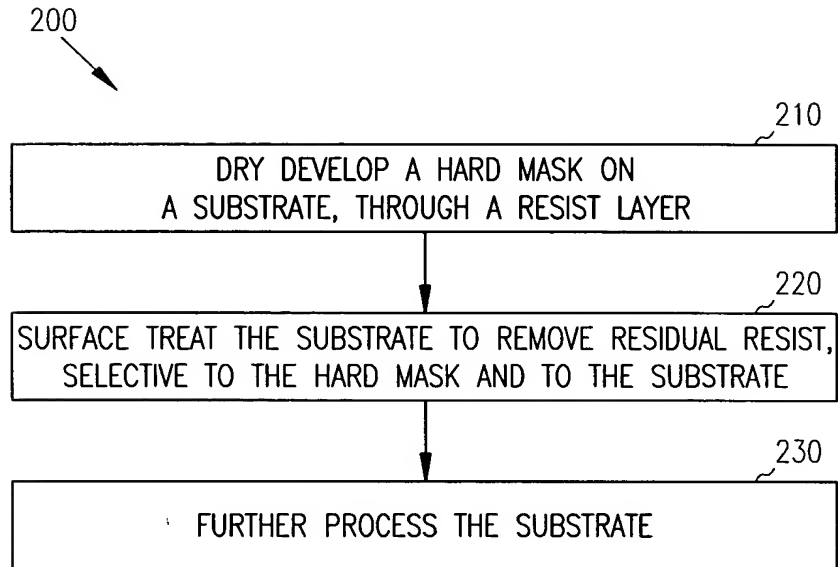 200
210
DRY DEVELOP A HARD MASK ON
A SUBSTRATE, THROUGH A RESIST LAYER
220
SURFACE TREAT THE SUBSTRATE TO REMOVE RESIDUAL RESIST,
SELECTIVE TO THE HARD MASK AND TO THE SUBSTRATE
230
FURTHER PROCESS THE SUBSTRATE